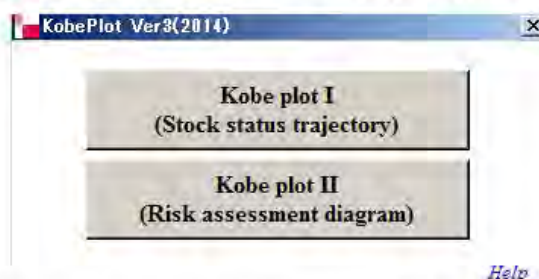 KobePlot Ver3(2014)
Kobe plot I
(Stock status trajectory)
Kobe plot II
(Risk assessment diagram)
Help